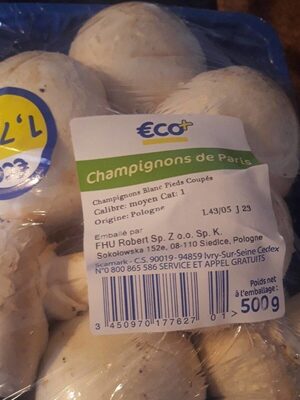 €co+
Champignons de Paris
Champignons Blanc Pieds Coupés
Calibre: moyen Cat: 1
Origine: Pologne
L43/05 J 23
Emballé par
FHU Robert Sp. Z o.o. Sp. K.
Sokołowska 152e, 08-110 Siedlce, Pologne
Scamark - C.S. 90019 - 94859 Ivry-Sur-Seine Cedex
N°0 800 865 586 SERVICE ET APPEL GRATUITS
Poids net
à l'emballage:
500g
3 450970 177627 01>
1,7
€co